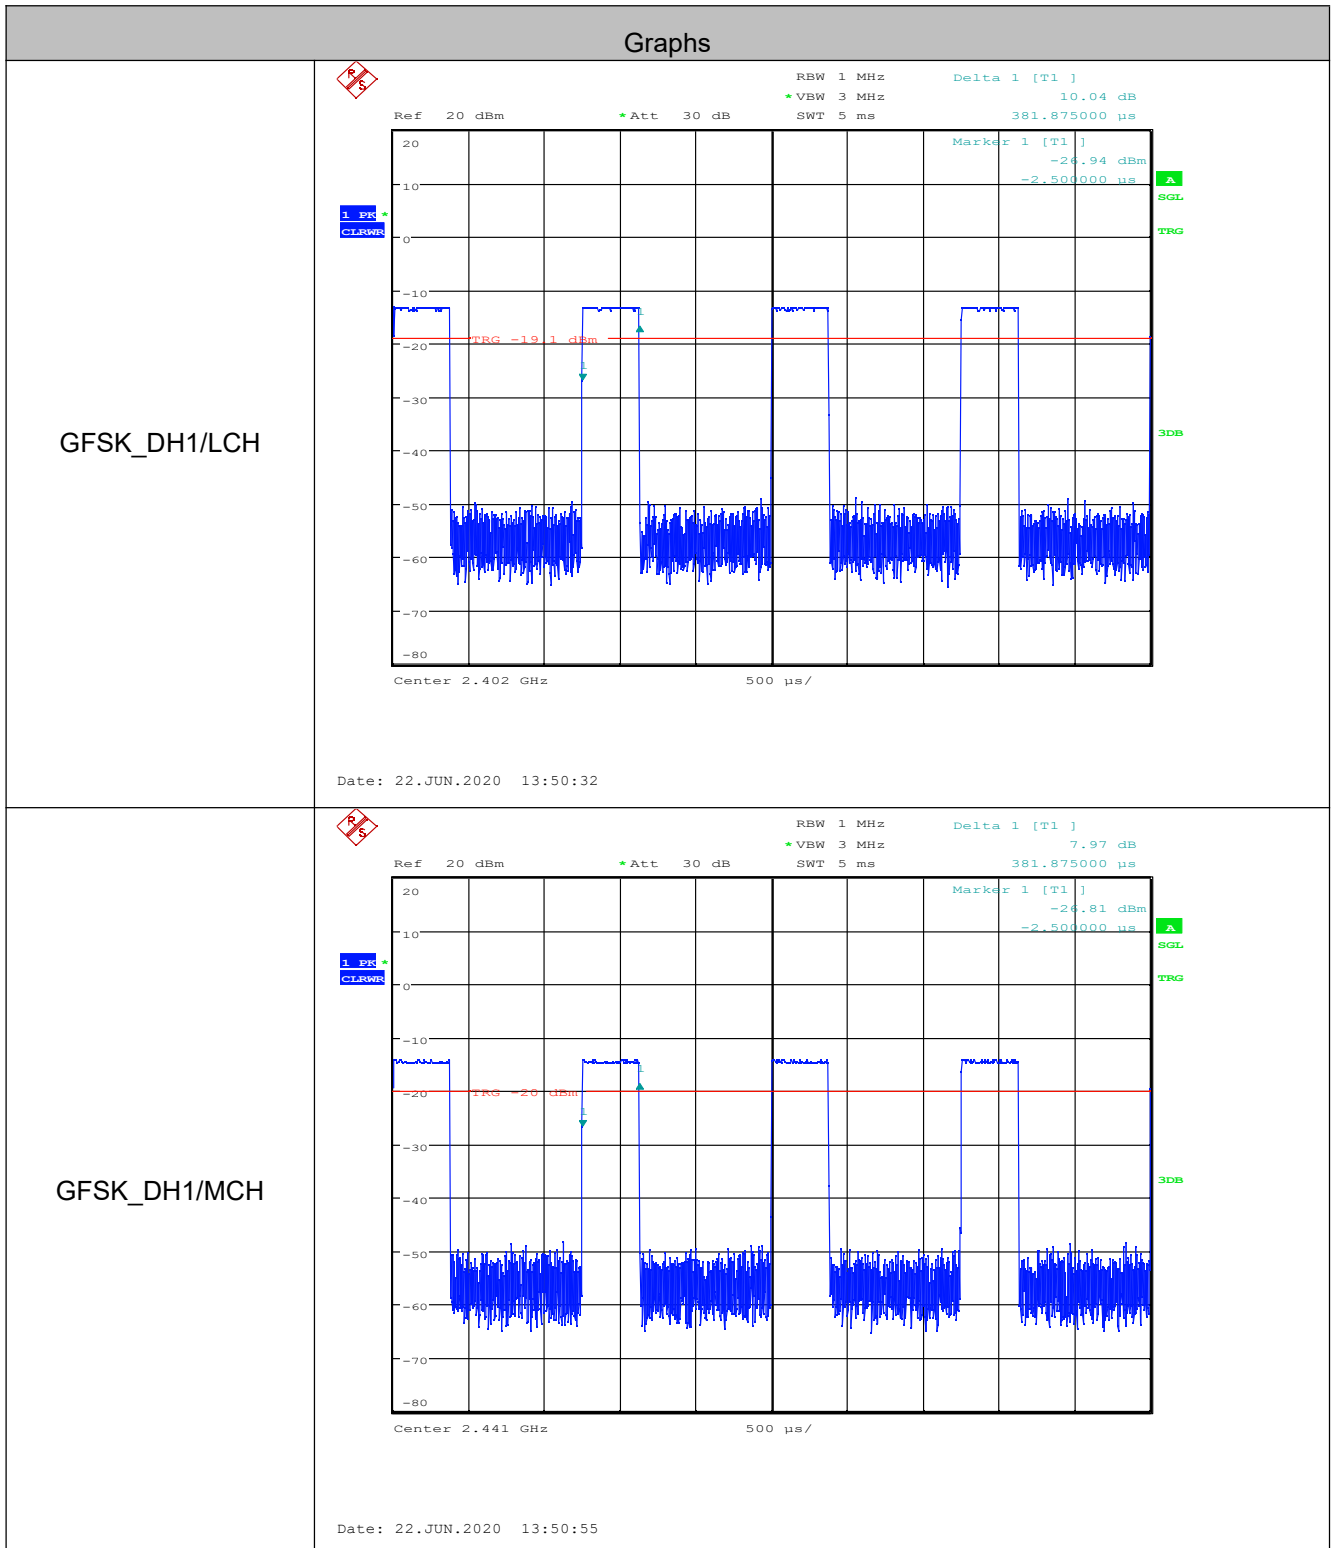 Graphs
GFSK_DH1/LCH
R S
RBW 1 MHz Delta 1 [T1 ]
*VBW 3 MHz 10.04 dB
Ref 20 dBm *Att 30 dB SWT 5 ms 381.875000 µs
20 Marker 1 [T1 ]
-26.94 dBm
10 -2.500000 µs A
SGL
1 PK *
CLRWR
0 TRG
-10
1
TRG -19.1 dBm
-20
1
-30
3DB
-40
-50
-60
-70
-80
Center 2.402 GHz 500 µs/
Date: 22.JUN.2020 13:50:32
GFSK_DH1/MCH
R S
RBW 1 MHz Delta 1 [T1 ]
*VBW 3 MHz 7.97 dB
Ref 20 dBm *Att 30 dB SWT 5 ms 381.875000 µs
20 Marker 1 [T1 ]
-26.81 dBm
10 -2.500000 µs A
SGL
1 PK *
CLRWR
0 TRG
-10
1
-20 TRG -20 dBm
1
-30
3DB
-40
-50
-60
-70
-80
Center 2.441 GHz 500 µs/
Date: 22.JUN.2020 13:50:55